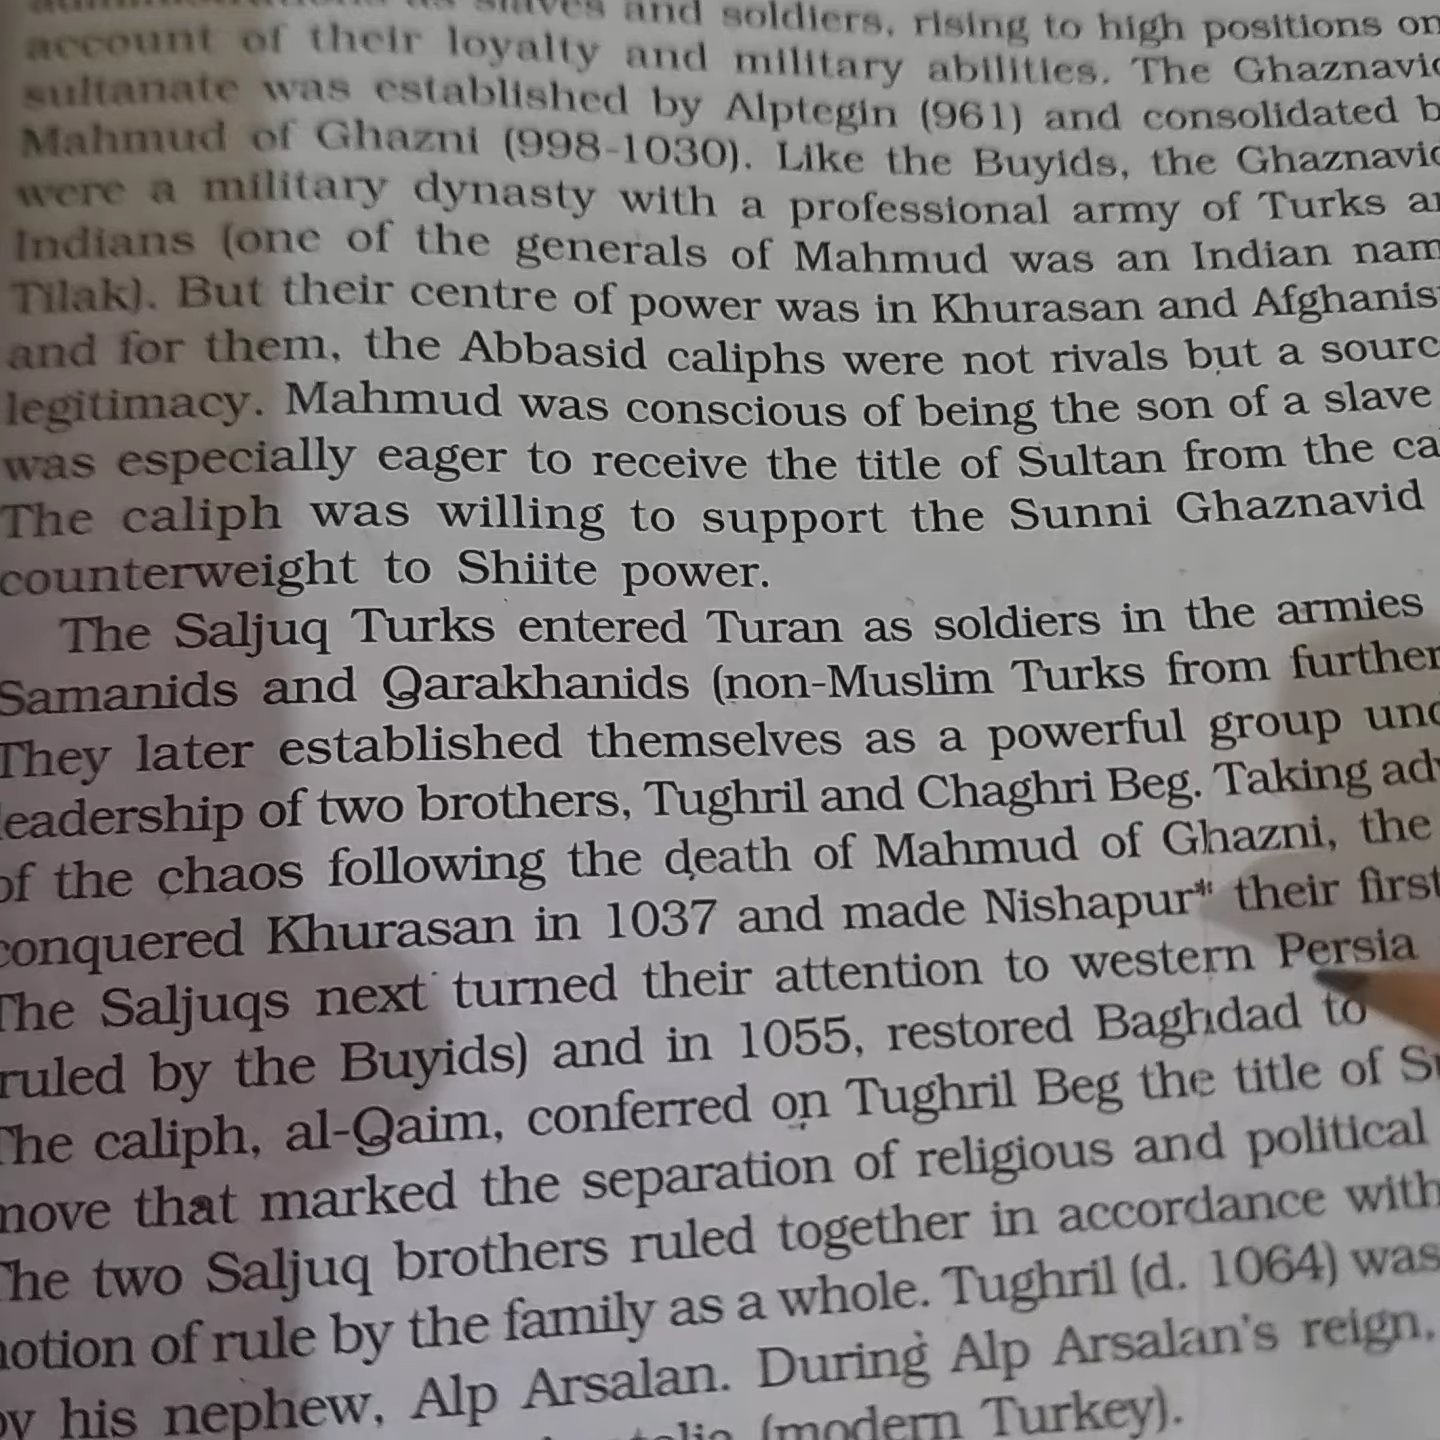 slaves and soldiers, rising to high positions on
account of their loyalty and military abilities. The Ghaznavid
sultanate was established by Alptegin (961) and consolidated b
Mahmud of Ghazni (998-1030). Like the Buyids, the Ghaznavid
were a military dynasty with a professional army of Turks a
Indians (one of the generals of Mahmud was an Indian nam
Tilak). But their centre of power was in Khurasan and Afghanis
and for them, the Abbasid caliphs were not rivals but a sourc
legitimacy. Mahmud was conscious of being the son of a slave
was especially eager to receive the title of Sultan from the ca
The caliph was willing to support the Sunni Ghaznavid
counterweight to Shiite power.
The Saljuq Turks entered Turan as soldiers in the armies
Samanids and Qarakhanids (non-Muslim Turks from further
They later established themselves as a powerful group und
leadership of two brothers, Tughril and Chaghri Beg. Taking adv
of the chaos following the death of Mahmud of Ghazni, the
conquered Khurasan in 1037 and made Nishapur* their first
The Saljuqs next turned their attention to western Persia
ruled by the Buyids) and in 1055, restored Baghdad to
The caliph, al-Qaim, conferred on Tughril Beg the title of Su
move that marked the separation of religious and political
The two Saljuq brothers ruled together in accordance with
notion of rule by the family as a whole. Tughril (d. 1064) was
by his nephew, Alp Arsalan. During Alp Arsalan's reign,
(modern Turkey).